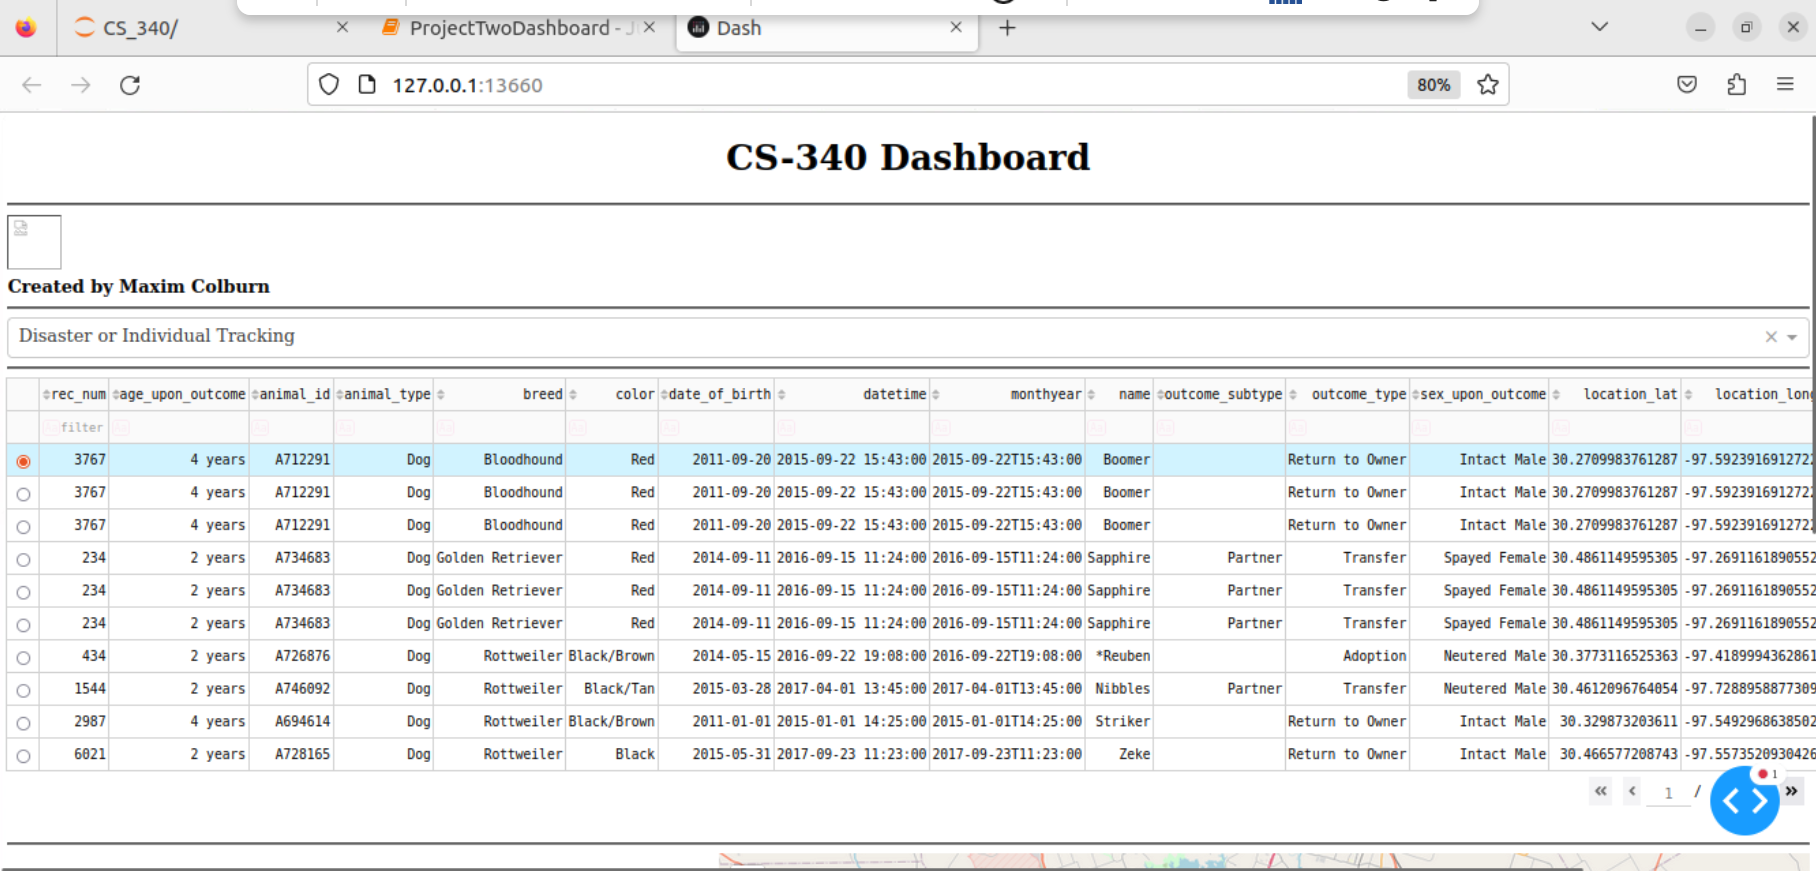 CS_340/
ProjectTwoDashboard - Ju
Dash
127.0.0.1:13660
80%
CS-340 Dashboard
Created by Maxim Colburn
Disaster or Individual Tracking
rec_num age_upon_outcome animal_id animal_type breed color date_of_birth datetime monthyear name outcome_subtype outcome_type sex_upon_outcome location_lat location_long
Aa filter Aa Aa Aa Aa Aa Aa Aa Aa Aa Aa Aa Aa Aa Aa
3767 4 years A712291 Dog Bloodhound Red 2011-09-20 2015-09-22 15:43:00 2015-09-22T15:43:00 Boomer Return to Owner Intact Male 30.2709983761287 -97.5923916912722
3767 4 years A712291 Dog Bloodhound Red 2011-09-20 2015-09-22 15:43:00 2015-09-22T15:43:00 Boomer Return to Owner Intact Male 30.2709983761287 -97.5923916912722
3767 4 years A712291 Dog Bloodhound Red 2011-09-20 2015-09-22 15:43:00 2015-09-22T15:43:00 Boomer Return to Owner Intact Male 30.2709983761287 -97.5923916912722
234 2 years A734683 Dog Golden Retriever Red 2014-09-11 2016-09-15 11:24:00 2016-09-15T11:24:00 Sapphire Partner Transfer Spayed Female 30.4861149595305 -97.2691161890552
234 2 years A734683 Dog Golden Retriever Red 2014-09-11 2016-09-15 11:24:00 2016-09-15T11:24:00 Sapphire Partner Transfer Spayed Female 30.4861149595305 -97.2691161890552
234 2 years A734683 Dog Golden Retriever Red 2014-09-11 2016-09-15 11:24:00 2016-09-15T11:24:00 Sapphire Partner Transfer Spayed Female 30.4861149595305 -97.2691161890552
434 2 years A726876 Dog Rottweiler Black/Brown 2014-05-15 2016-09-22 19:08:00 2016-09-22T19:08:00 *Reuben Adoption Neutered Male 30.3773116525363 -97.4189994362861
1544 2 years A746092 Dog Rottweiler Black/Tan 2015-03-28 2017-04-01 13:45:00 2017-04-01T13:45:00 Nibbles Partner Transfer Neutered Male 30.4612096764054 -97.7288958877309
2987 4 years A694614 Dog Rottweiler Black/Brown 2011-01-01 2015-01-01 14:25:00 2015-01-01T14:25:00 Striker Return to Owner Intact Male 30.329873203611 -97.5492968638502
6021 2 years A728165 Dog Rottweiler Black 2015-05-31 2017-09-23 11:23:00 2017-09-23T11:23:00 Zeke Return to Owner Intact Male 30.466577208743 -97.5573520930426
1 /
1